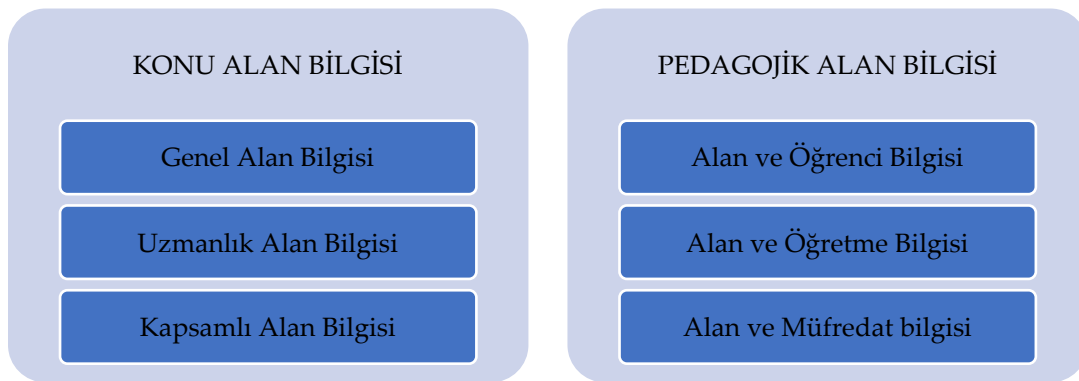 KONU ALAN BİLGİSİ
Genel Alan Bilgisi
Uzmanlık Alan Bilgisi
Kapsamlı Alan Bilgisi
PEDAGOJİK ALAN BİLGİSİ
Alan ve Öğrenci Bilgisi
Alan ve Öğretme Bilgisi
Alan ve Müfredat bilgisi